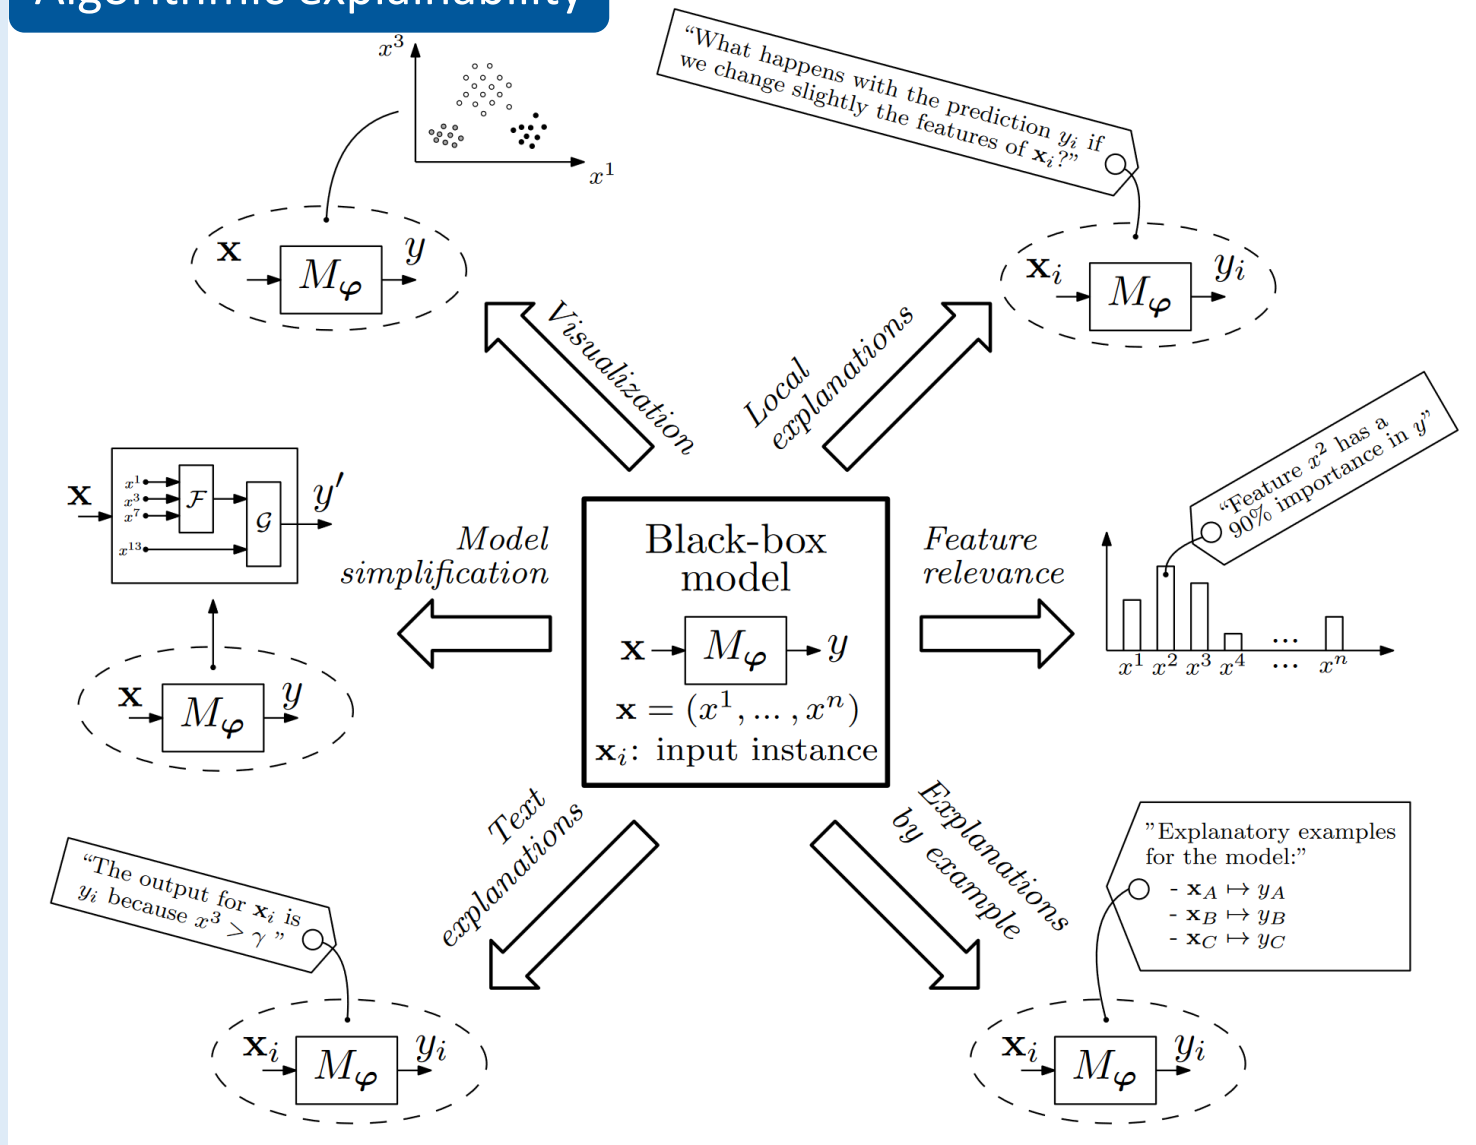 Algorithmic explainability
x³
x¹
x
y
M_φ
Visualization
“What happens with the prediction yᵢ if
we change slightly the features of xᵢ?”
xᵢ
yᵢ
M_φ
Local
explanations
x
x¹
x³
x⁷
x¹³
F
G
y′
x
y
M_φ
Model
simplification
Black-box
model
x
M_φ
y
x = (x¹, ... , xⁿ)
xᵢ: input instance
Feature
relevance
“Feature x² has a
90% importance in y”
...
x¹ x² x³ x⁴ ... xⁿ
Text
explanations
“The output for xᵢ is
yᵢ because x³ > γ ”
xᵢ
yᵢ
M_φ
Explanations
by example
”Explanatory examples
for the model:”
- x_A ↦ y_A
- x_B ↦ y_B
- x_C ↦ y_C
xᵢ
yᵢ
M_φ